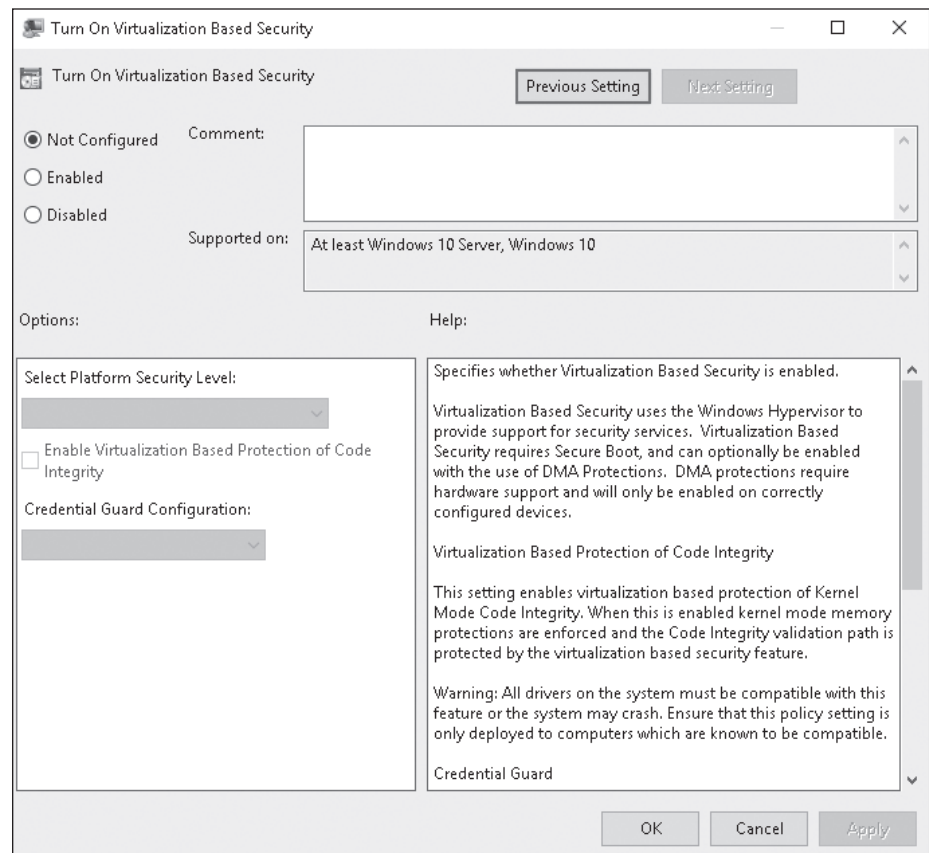 Turn On Virtualization Based Security
Turn On Virtualization Based Security
Previous Setting
Next Setting
Not Configured
Enabled
Disabled
Comment:
Supported on:
At least Windows 10 Server, Windows 10
Options:
Help:
Select Platform Security Level:
Enable Virtualization Based Protection of Code
Integrity
Credential Guard Configuration:
Specifies whether Virtualization Based Security is enabled.
Virtualization Based Security uses the Windows Hypervisor to
provide support for security services. Virtualization Based
Security requires Secure Boot, and can optionally be enabled
with the use of DMA Protections. DMA protections require
hardware support and will only be enabled on correctly
configured devices.
Virtualization Based Protection of Code Integrity
This setting enables virtualization based protection of Kernel
Mode Code Integrity. When this is enabled kernel mode memory
protections are enforced and the Code Integrity validation path is
protected by the virtualization based security feature.
Warning: All drivers on the system must be compatible with this
feature or the system may crash. Ensure that this policy setting is
only deployed to computers which are known to be compatible.
Credential Guard
OK
Cancel
Apply